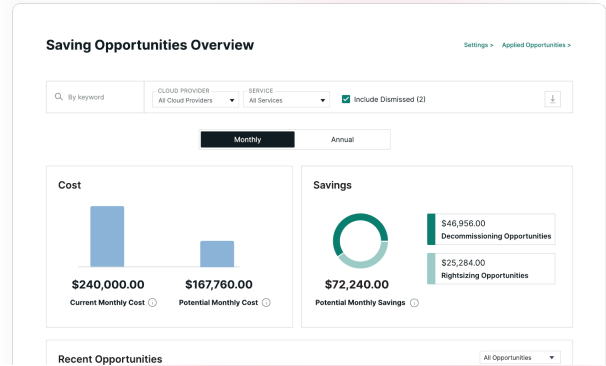 Saving Opportunities Overview
Settings > Applied Opportunities >
By keyword
CLOUD PROVIDER
All Cloud Providers
SERVICE
All Services
Include Dismissed (2)
Monthly
Annual
Cost
$240,000.00
Current Monthly Cost
$167,760.00
Potential Monthly Cost
Savings
$72,240.00
Potential Monthly Savings
$46,956.00
Decommissioning Opportunities
$25,284.00
Rightsizing Opportunities
Recent Opportunities
All Opportunities